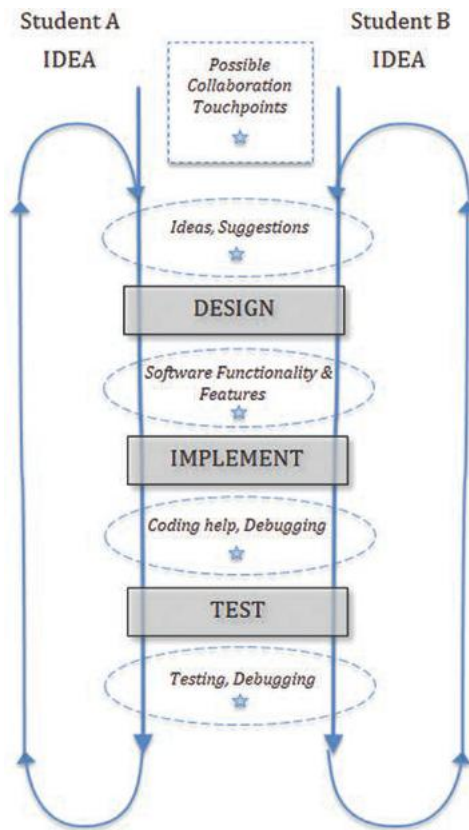 Student A
IDEA
Student B
IDEA
Possible
Collaboration
Touchpoints
Ideas, Suggestions
DESIGN
Software Functionality &
Features
IMPLEMENT
Coding help, Debugging
TEST
Testing, Debugging